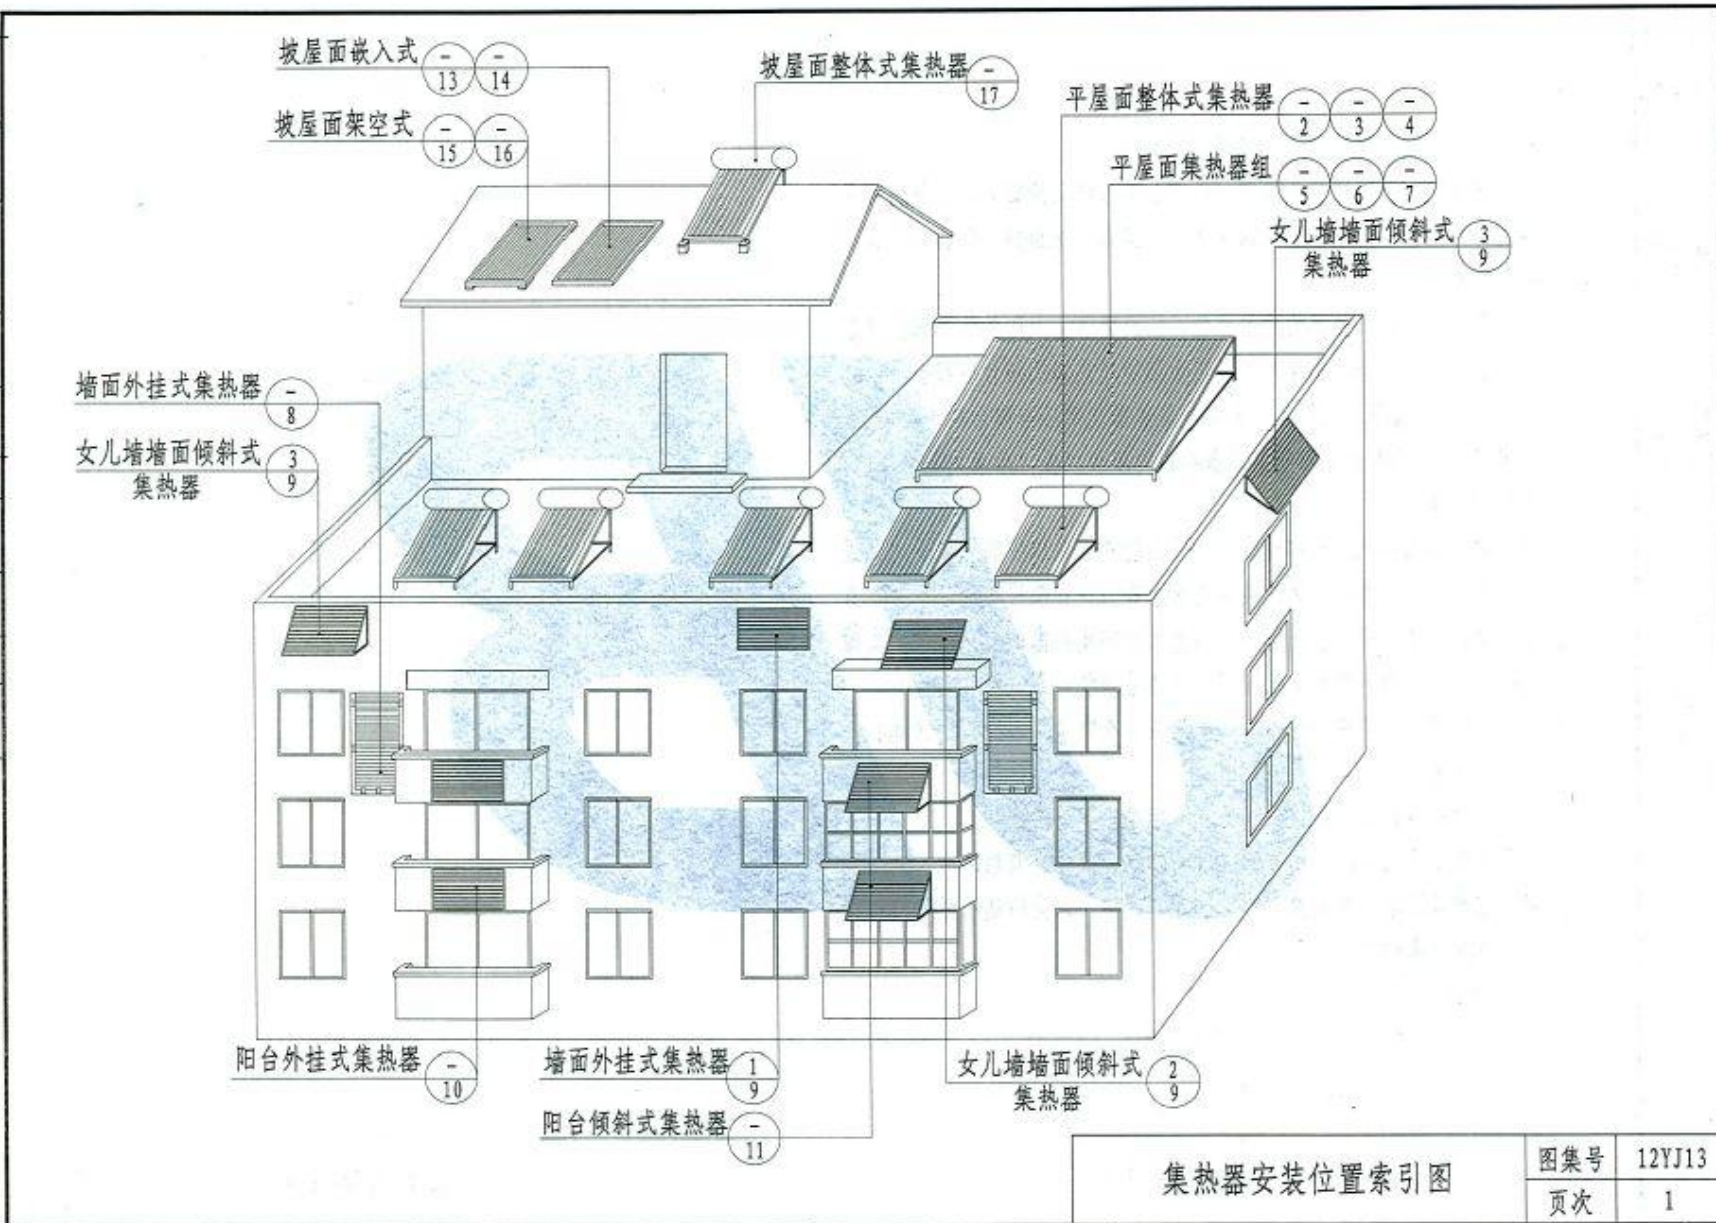 坡屋面嵌入式 - 13 - 14
坡屋面整体式集热器 - 17
平屋面整体式集热器 - 2 - 3 - 4
坡屋面架空式 - 15 - 16
平屋面集热器组 - 5 - 6 - 7
女儿墙墙面倾斜式 3 9
集热器
墙面外挂式集热器 - 8
女儿墙墙面倾斜式 3 9
集热器
阳台外挂式集热器 - 10
墙面外挂式集热器 1 9
女儿墙墙面倾斜式 2 9
集热器
阳台倾斜式集热器 - 11
集热器安装位置索引图
图集号 12YJ13
页次 1